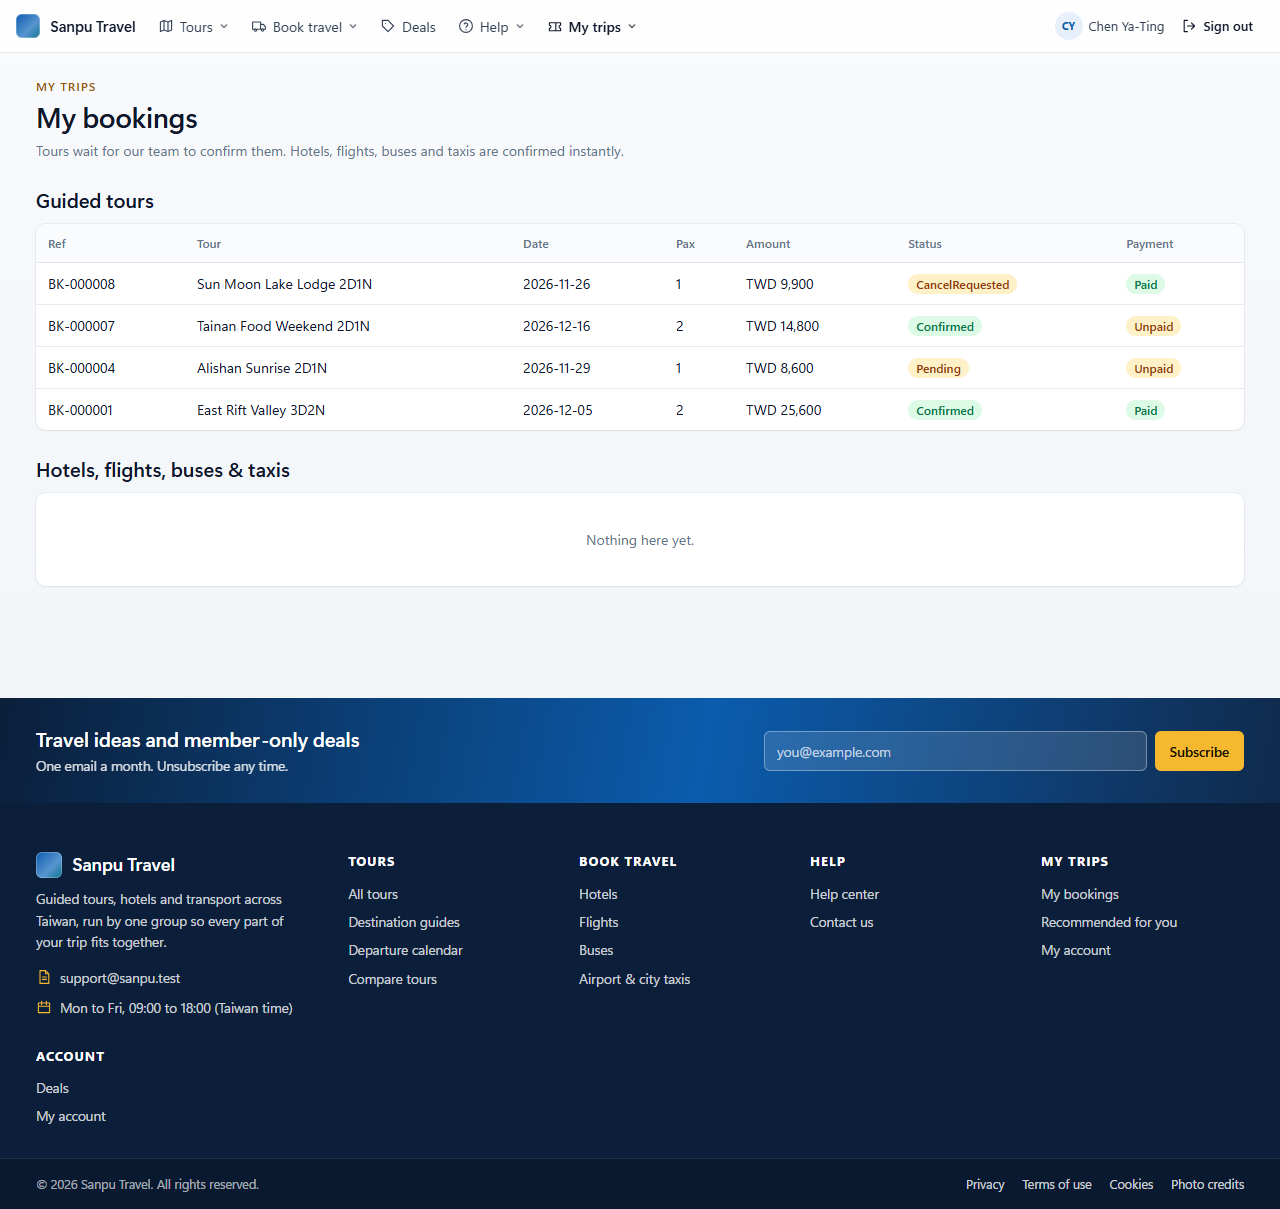 Sanpu Travel Tours Book travel Deals Help My trips CY Chen Ya-Ting Sign out
MY TRIPS
My bookings
Tours wait for our team to confirm them. Hotels, flights, buses and taxis are confirmed instantly.
Guided tours
Ref Tour Date Pax Amount Status Payment
BK-000008 Sun Moon Lake Lodge 2D1N 2026-11-26 1 TWD 9,900 CancelRequested Paid
BK-000007 Tainan Food Weekend 2D1N 2026-12-16 2 TWD 14,800 Confirmed Unpaid
BK-000004 Alishan Sunrise 2D1N 2026-11-29 1 TWD 8,600 Pending Unpaid
BK-000001 East Rift Valley 3D2N 2026-12-05 2 TWD 25,600 Confirmed Paid
Hotels, flights, buses & taxis
Nothing here yet.
Travel ideas and member-only deals
One email a month. Unsubscribe any time.
you@example.com Subscribe
Sanpu Travel
Guided tours, hotels and transport across
Taiwan, run by one group so every part of
your trip fits together.
support@sanpu.test
Mon to Fri, 09:00 to 18:00 (Taiwan time)
TOURS
All tours
Destination guides
Departure calendar
Compare tours
BOOK TRAVEL
Hotels
Flights
Buses
Airport & city taxis
HELP
Help center
Contact us
MY TRIPS
My bookings
Recommended for you
My account
ACCOUNT
Deals
My account
© 2026 Sanpu Travel. All rights reserved. Privacy Terms of use Cookies Photo credits